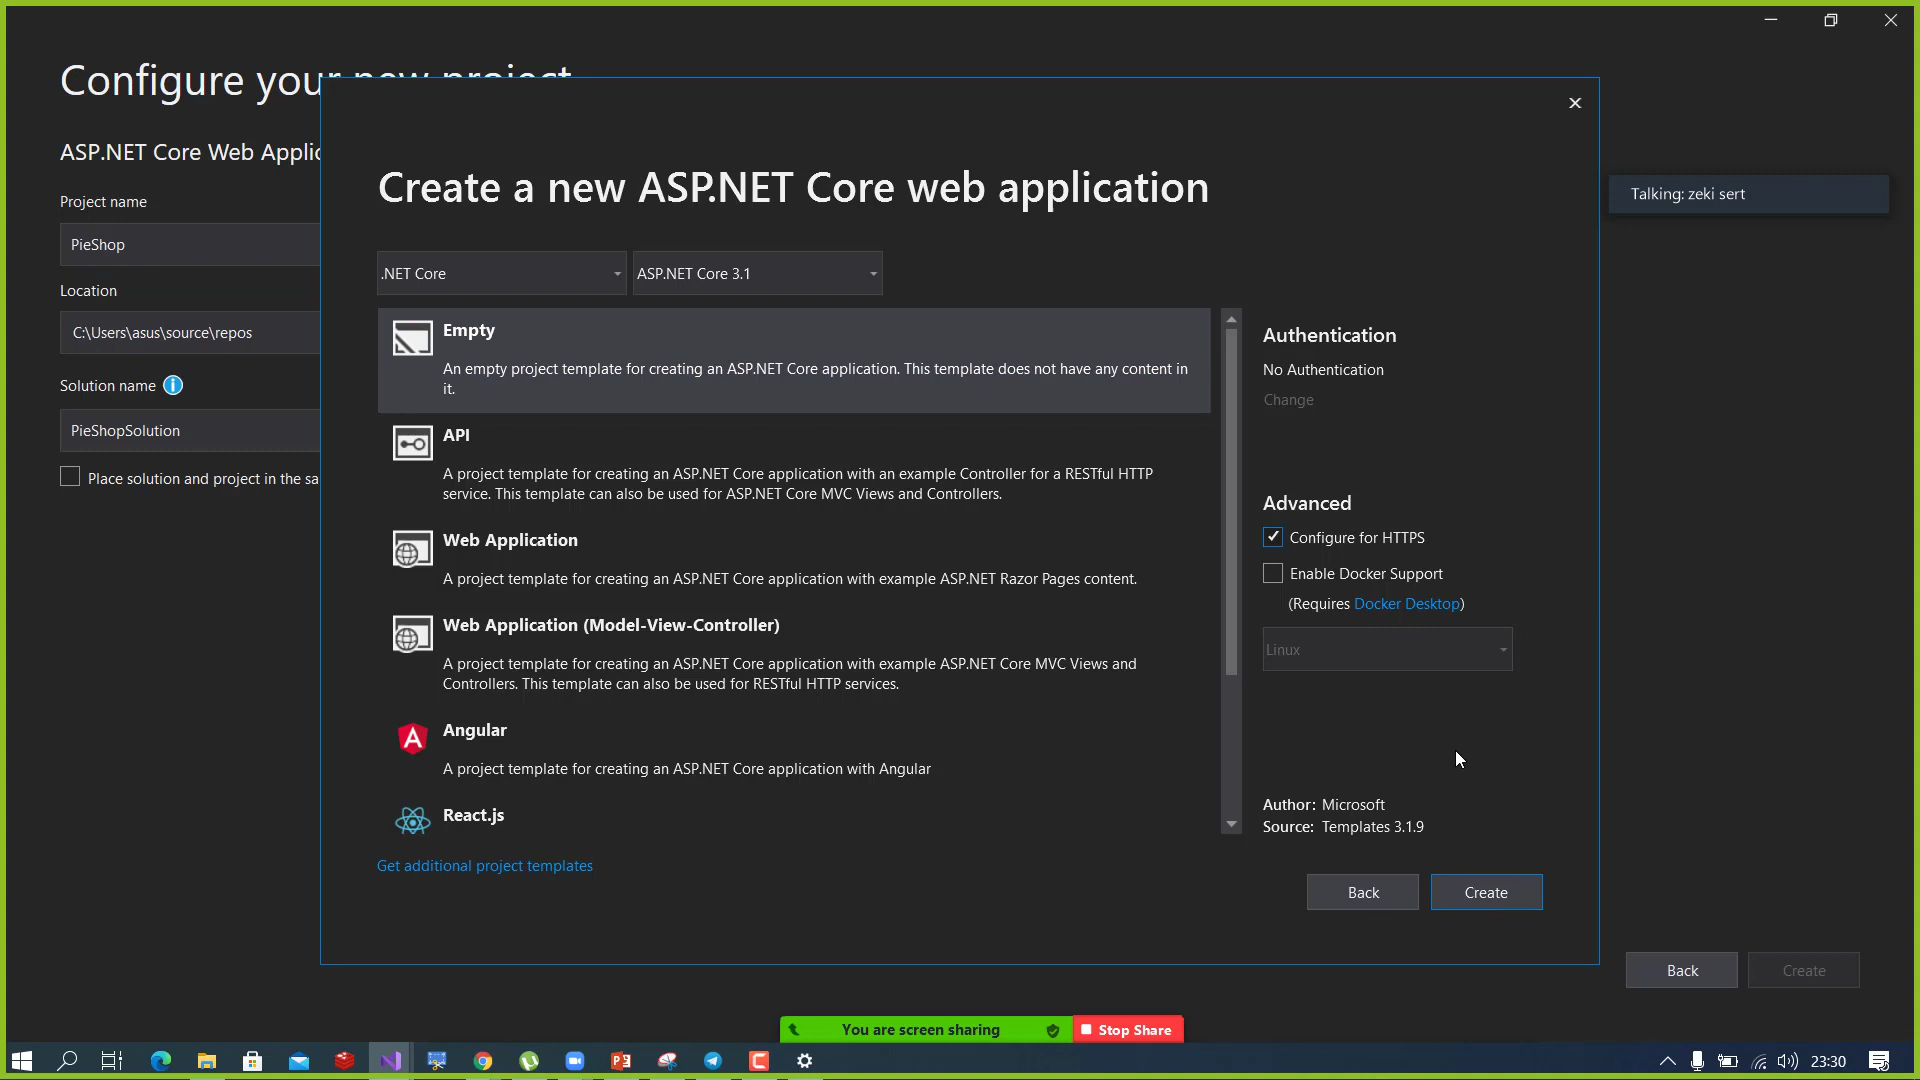 Configure your new project
ASP.NET Core Web Applic
Project name
PieShop
Location
C:\Users\asus\source\repos
Solution name
PieShopSolution
Place solution and project in the sa
Create a new ASP.NET Core web application
.NET Core
ASP.NET Core 3.1
Empty
An empty project template for creating an ASP.NET Core application. This template does not have any content in
it.
API
A project template for creating an ASP.NET Core application with an example Controller for a RESTful HTTP
service. This template can also be used for ASP.NET Core MVC Views and Controllers.
Web Application
A project template for creating an ASP.NET Core application with example ASP.NET Razor Pages content.
Web Application (Model-View-Controller)
A project template for creating an ASP.NET Core application with example ASP.NET Core MVC Views and
Controllers. This template can also be used for RESTful HTTP services.
Angular
A project template for creating an ASP.NET Core application with Angular
React.js
Get additional project templates
Authentication
No Authentication
Change
Advanced
Configure for HTTPS
Enable Docker Support
(Requires Docker Desktop)
Linux
Author: Microsoft
Source: Templates 3.1.9
Back
Create
Talking: zeki sert
Back
Create
You are screen sharing
Stop Share
23:30